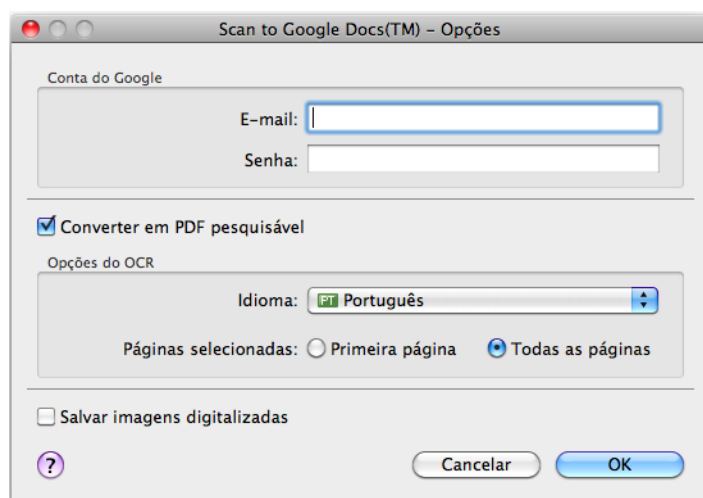 Scan to Google Docs(TM) – Opções
Conta do Google
E-mail:
Senha:
Converter em PDF pesquisável
Opções do OCR
Idioma: PT Português
Páginas selecionadas: Primeira página Todas as páginas
Salvar imagens digitalizadas
? Cancelar OK